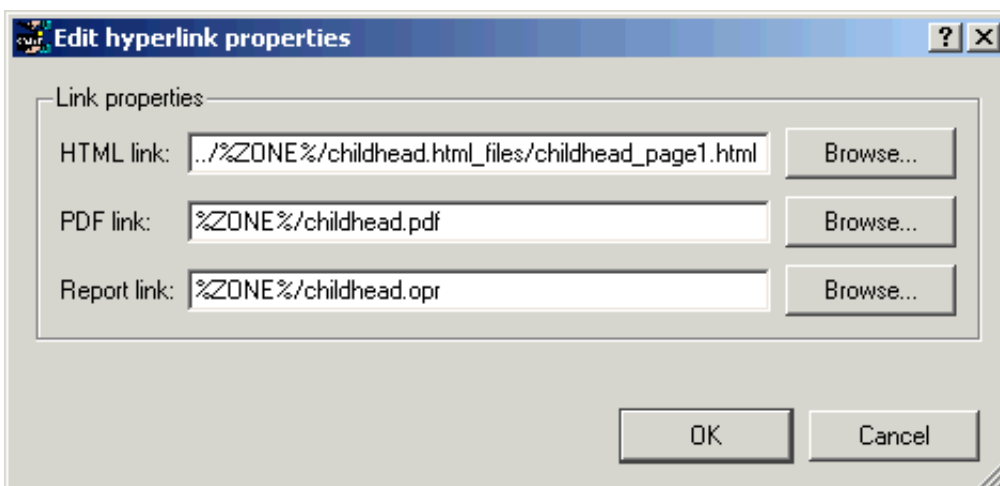 Edit hyperlink properties
Link properties
HTML link: ../%ZONE%/childhead.html_files/childhead_page1.html Browse...
PDF link: %ZONE%/childhead.pdf Browse...
Report link: %ZONE%/childhead.opr Browse...
OK Cancel